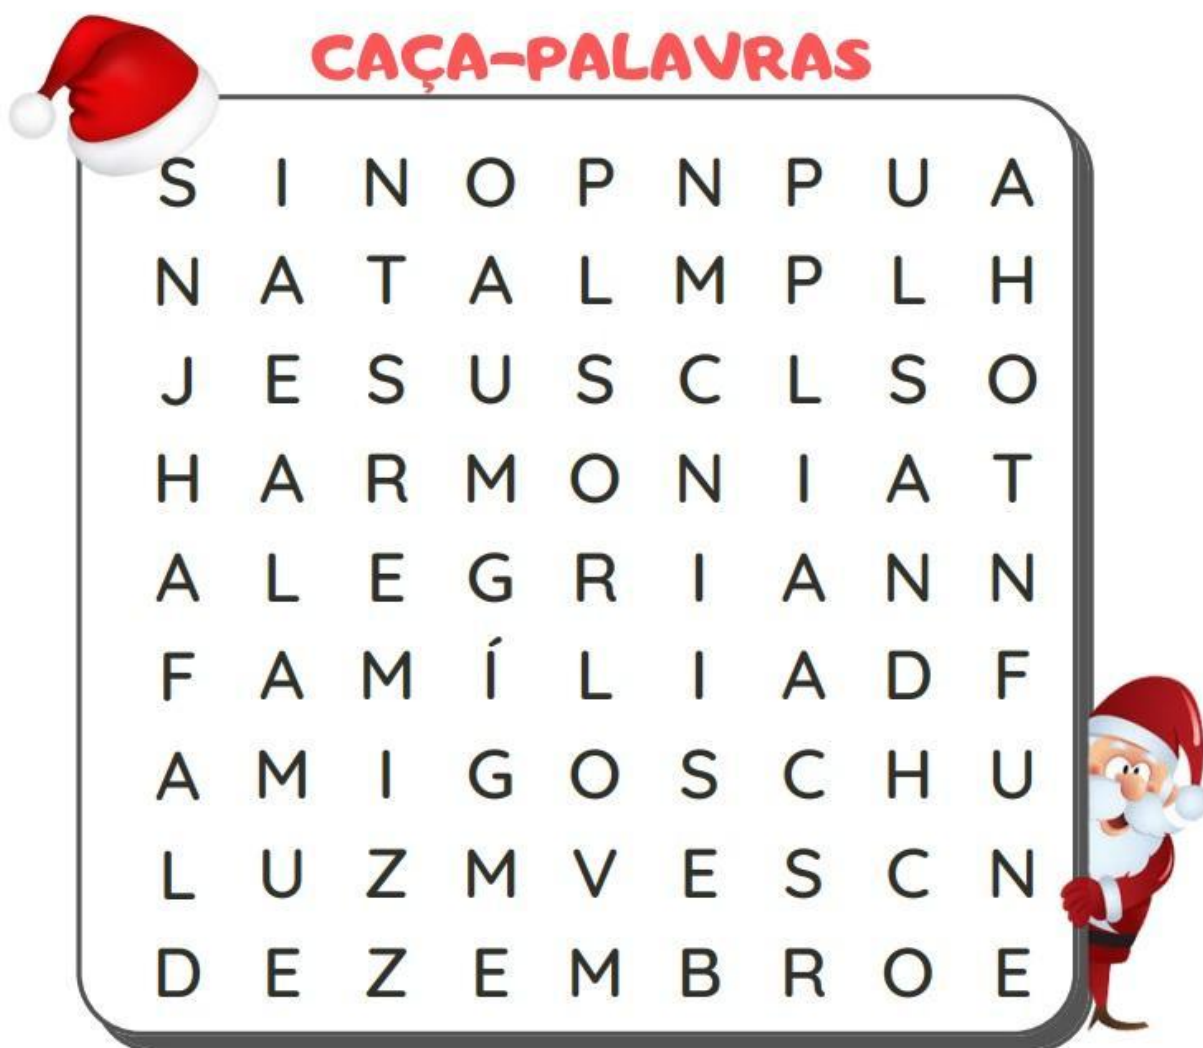 CAÇA-PALAVRAS
S I N O P N P U A
N A T A L M P L H
J E S U S C L S O
H A R M O N I A T
A L E G R I A N N
F A M Í L I A D F
A M I G O S C H U
L U Z M V E S C N
D E Z E M B R O E